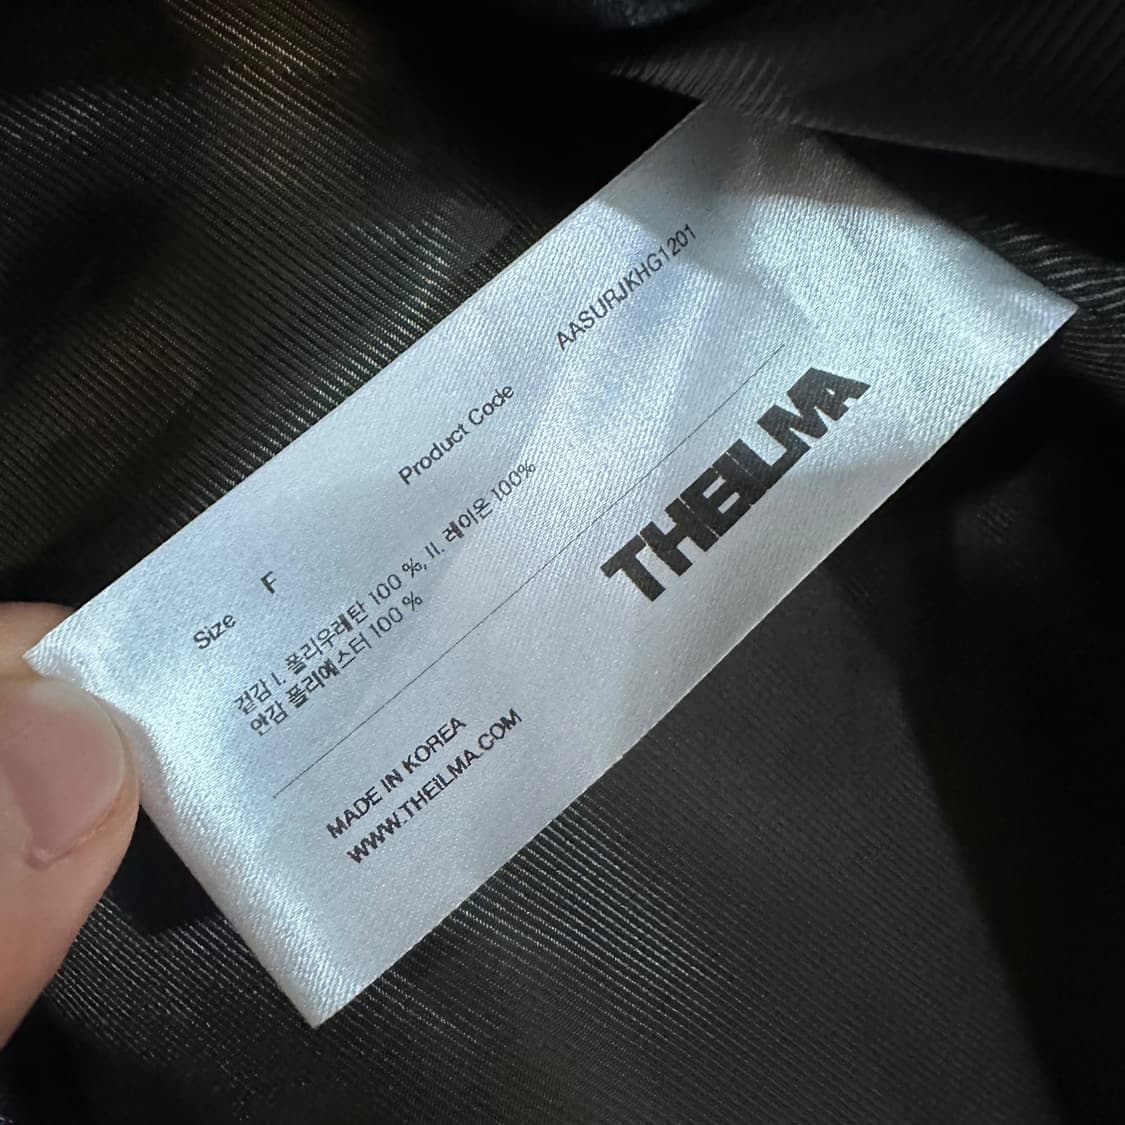 Size F Product Code AASURJKHG1201
겉감 I. 폴리우레탄 100 %, II. 레이온 100%
안감 폴리에스터 100 %
MADE IN KOREA
WWW.THEILMA.COM
THEILMA